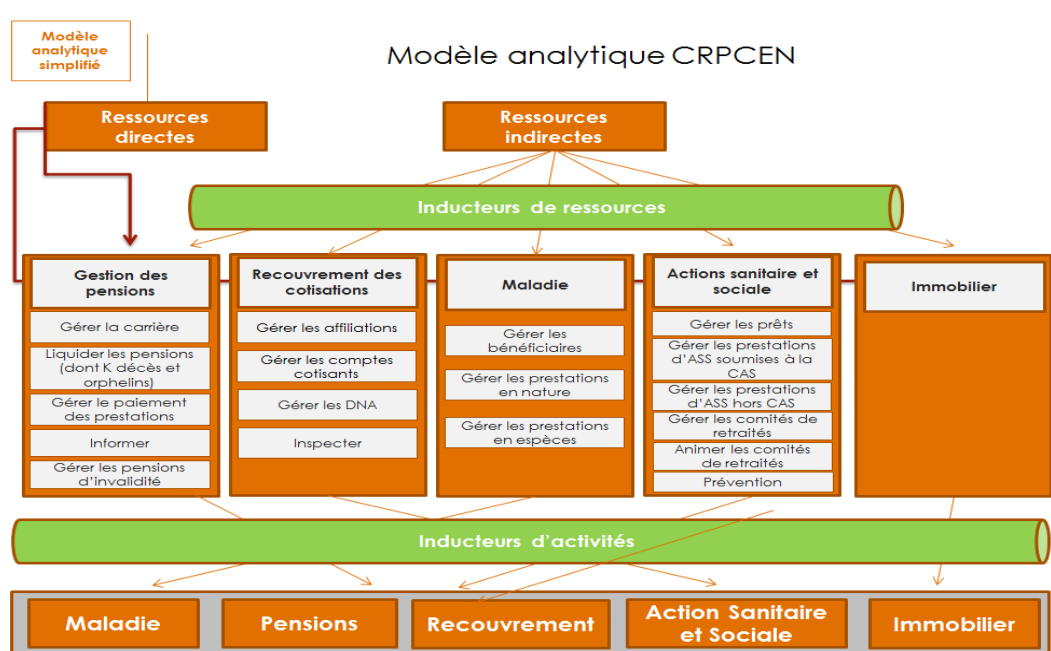 Modèle
analytique
simplifié
Modèle analytique CRPCEN
Ressources
directes
Ressources
indirectes
Inducteurs de ressources
Gestion des
pensions
Gérer la carrière
Liquider les pensions
(dont K décès et
orphelins)
Gérer le paiement
des prestations
Informer
Gérer les pensions
d'invalidité
Recouvrement des
cotisations
Gérer les affiliations
Gérer les comptes
cotisants
Gérer les DNA
Inspecter
Maladie
Gérer les
bénéficiaires
Gérer les prestations
en nature
Gérer les prestations
en espèces
Actions sanitaire et
sociale
Gérer les prêts
Gérer les prestations
d'ASS soumises à la
CAS
Gérer les prestations
d'ASS hors CAS
Gérer les comités de
retraités
Animer les comités
de retraités
Prévention
Immobilier
Inducteurs d'activités
Maladie
Pensions
Recouvrement
Action Sanitaire
et Sociale
Immobilier